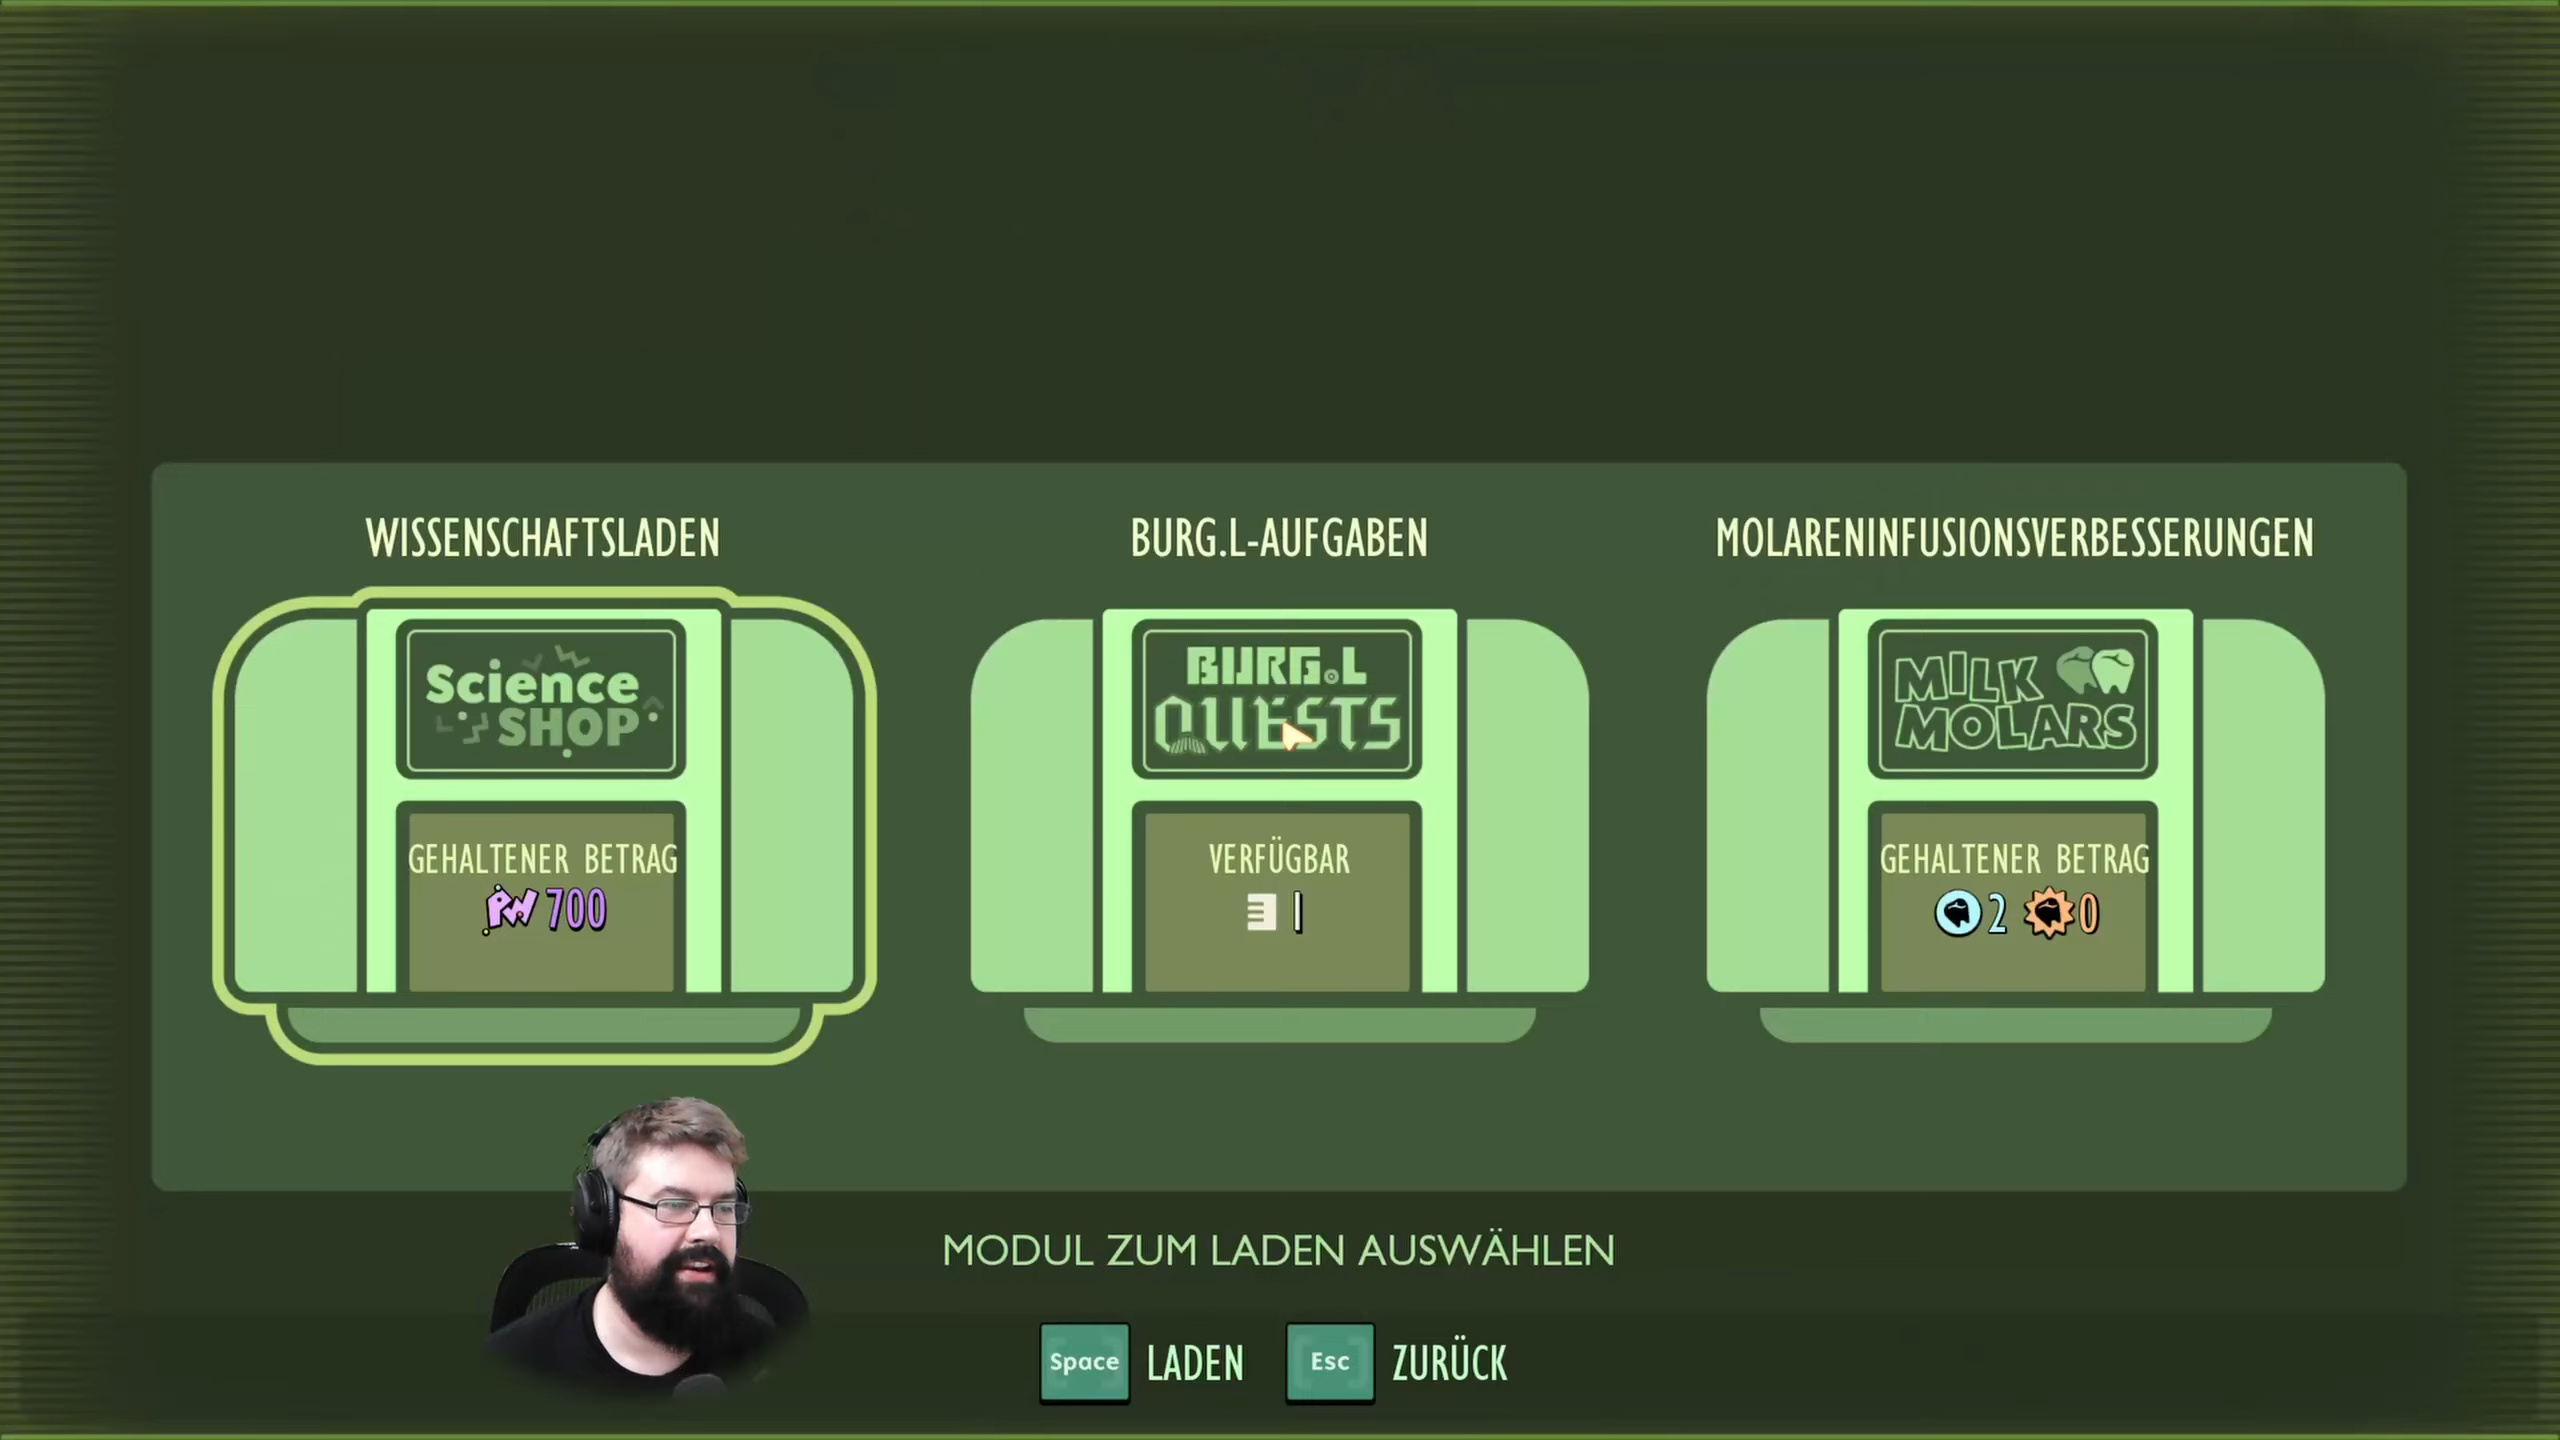 WISSENSCHAFTSLADEN
Science
SHOP
GEHALTENER BETRAG
700
BURG.L-AUFGABEN
BURG.L
QUESTS
VERFÜGBAR
1
MOLARENINFUSIONSVERBESSERUNGEN
MILK
MOLARS
GEHALTENER BETRAG
2 0
MODUL ZUM LADEN AUSWÄHLEN
Space LADEN Esc ZURÜCK